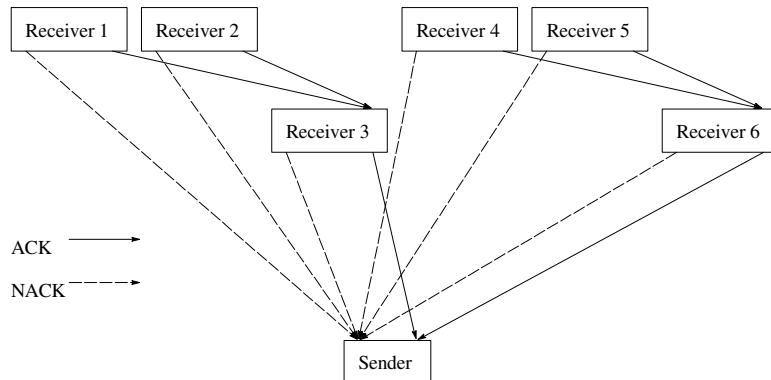 Receiver 1
Receiver 2
Receiver 4
Receiver 5
Receiver 3
Receiver 6
ACK
NACK
Sender